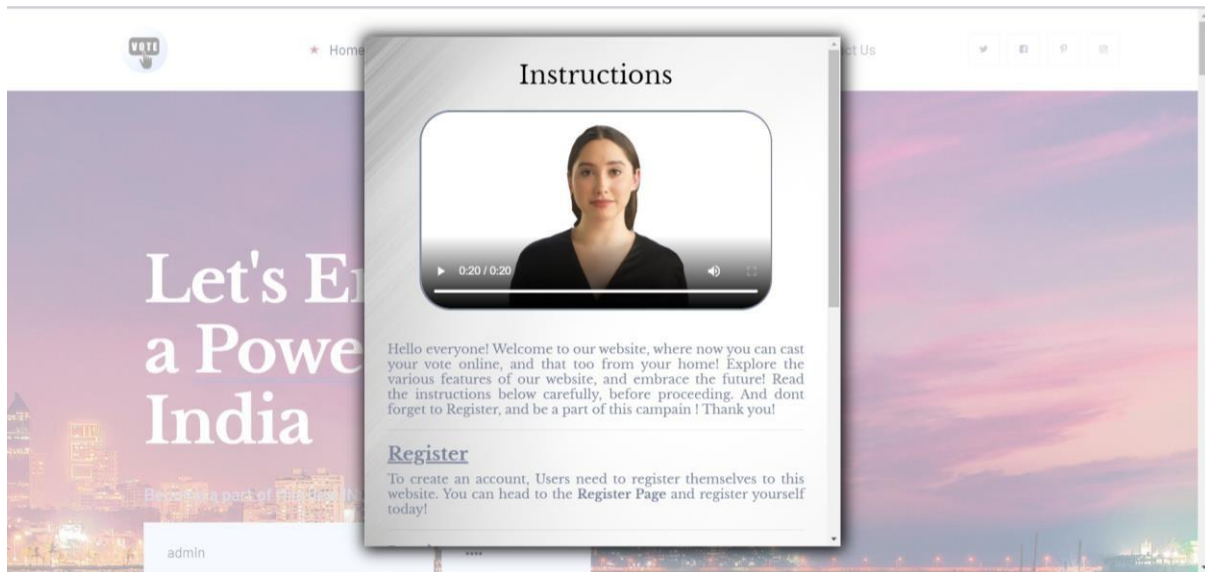 VOTE
Home
ct Us
Instructions
0:20 / 0:20
Let's E
a Powe
India
Hello everyone! Welcome to our website, where now you can cast
your vote online, and that too from your home! Explore the
various features of our website, and embrace the future! Read
the instructions below carefully, before proceeding. And dont
forget to Register, and be a part of this campain ! Thank you!
Register
To create an account, Users need to register themselves to this
website. You can head to the Register Page and register yourself
today!
a part of
admin